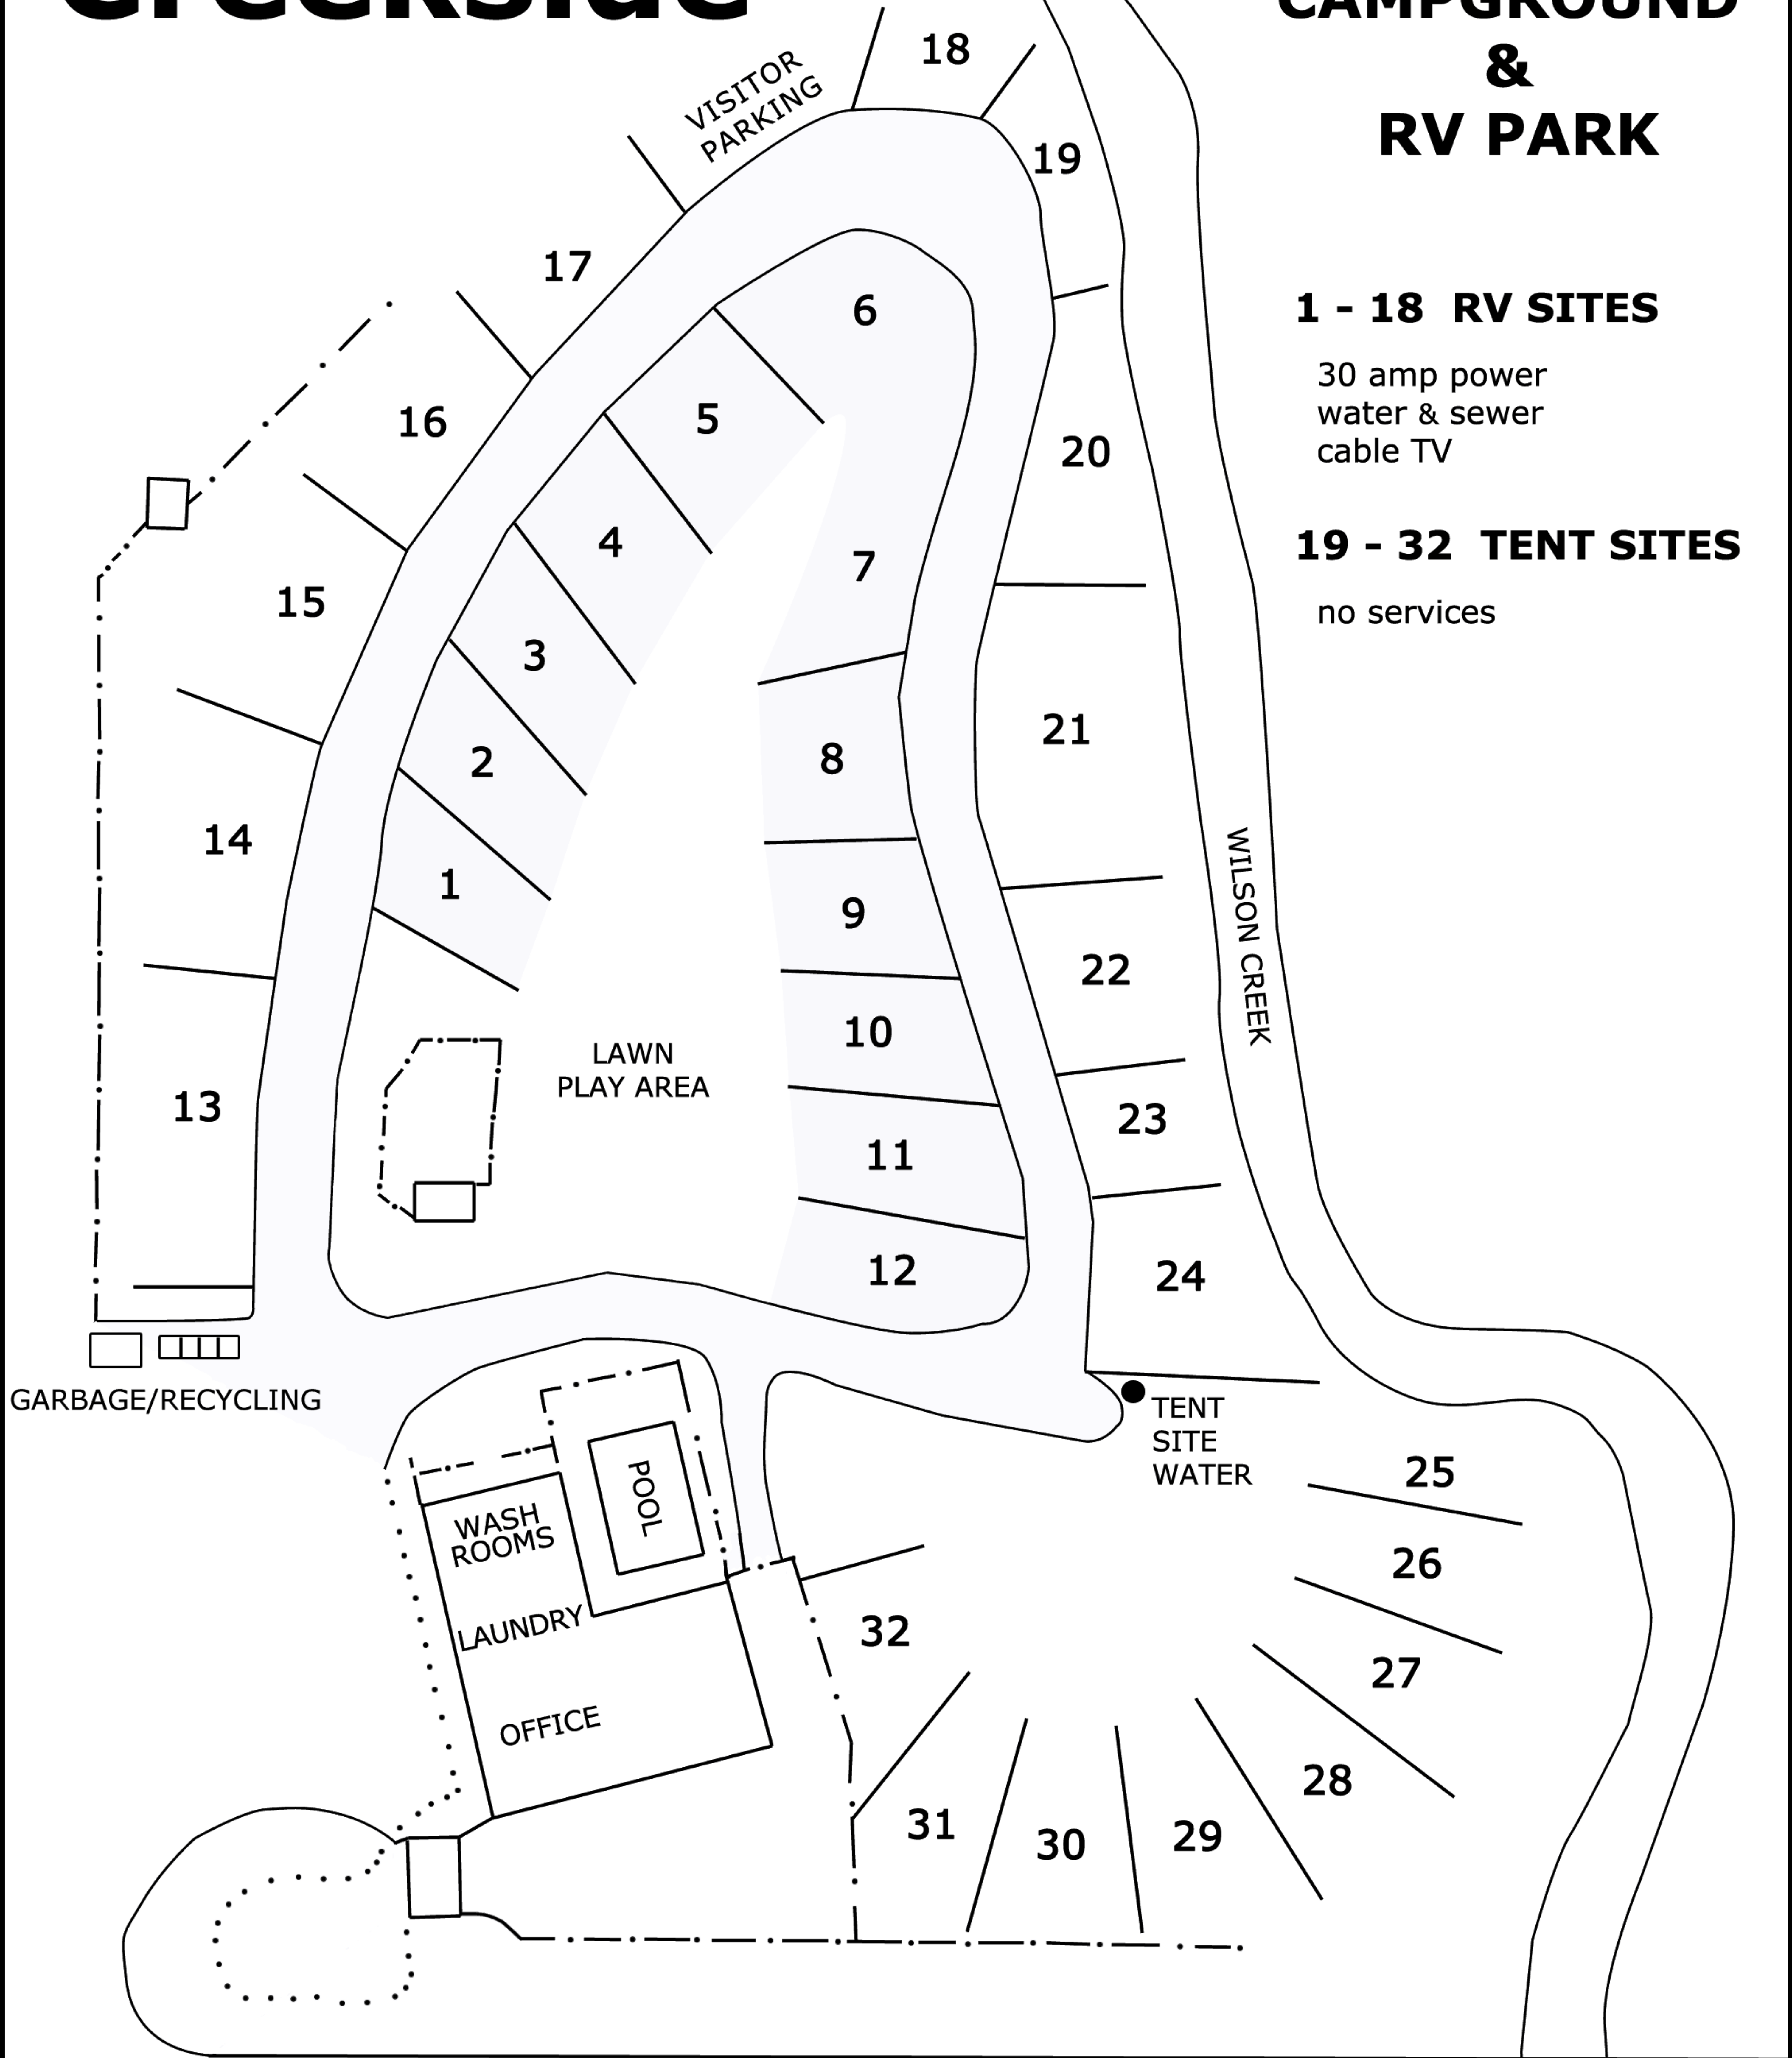 Creekside
CAMPGROUND
&
RV PARK
1 - 18 RV SITES
30 amp power
water & sewer
cable TV
19 - 32 TENT SITES
no services
VISITOR
PARKING
18
19
17
6
16
5
20
4
7
15
3
21
2
8
14
1
9
WILSON CREEK
22
10
LAWN
PLAY AREA
13
23
11
12
24
GARBAGE/RECYCLING
TENT
SITE
WATER
25
POOL
WASH
ROOMS
26
LAUNDRY
32
27
OFFICE
28
31
30
29